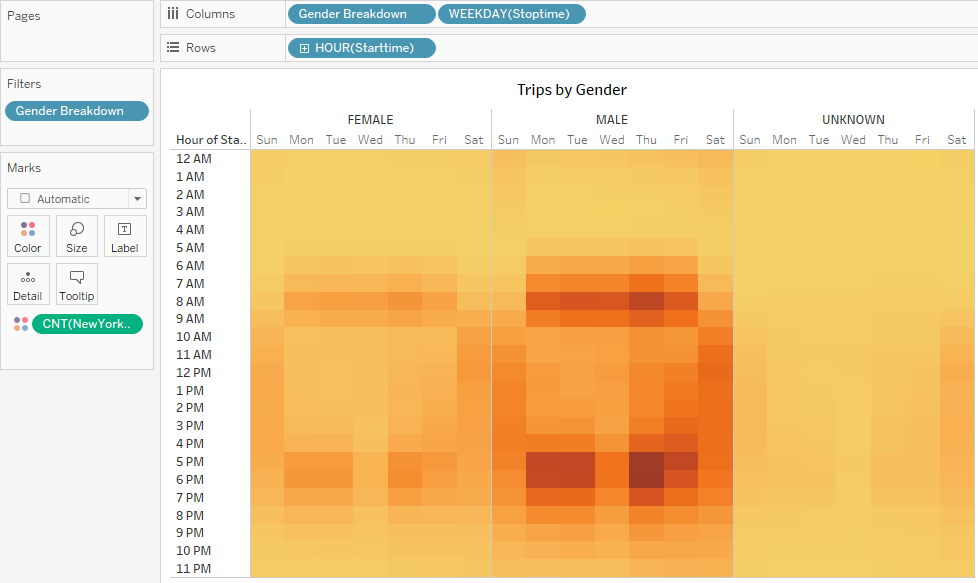 Pages
Columns
Gender Breakdown
WEEKDAY(Stoptime)
Rows
HOUR(Starttime)
Filters
Gender Breakdown
Marks
Automatic
Color
Size
Label
Detail
Tooltip
CNT(NewYork..
Trips by Gender
FEMALE MALE UNKNOWN
Hour of Sta.. Sun Mon Tue Wed Thu Fri Sat Sun Mon Tue Wed Thu Fri Sat Sun Mon Tue Wed Thu Fri Sat
12 AM
1 AM
2 AM
3 AM
4 AM
5 AM
6 AM
7 AM
8 AM
9 AM
10 AM
11 AM
12 PM
1 PM
2 PM
3 PM
4 PM
5 PM
6 PM
7 PM
8 PM
9 PM
10 PM
11 PM